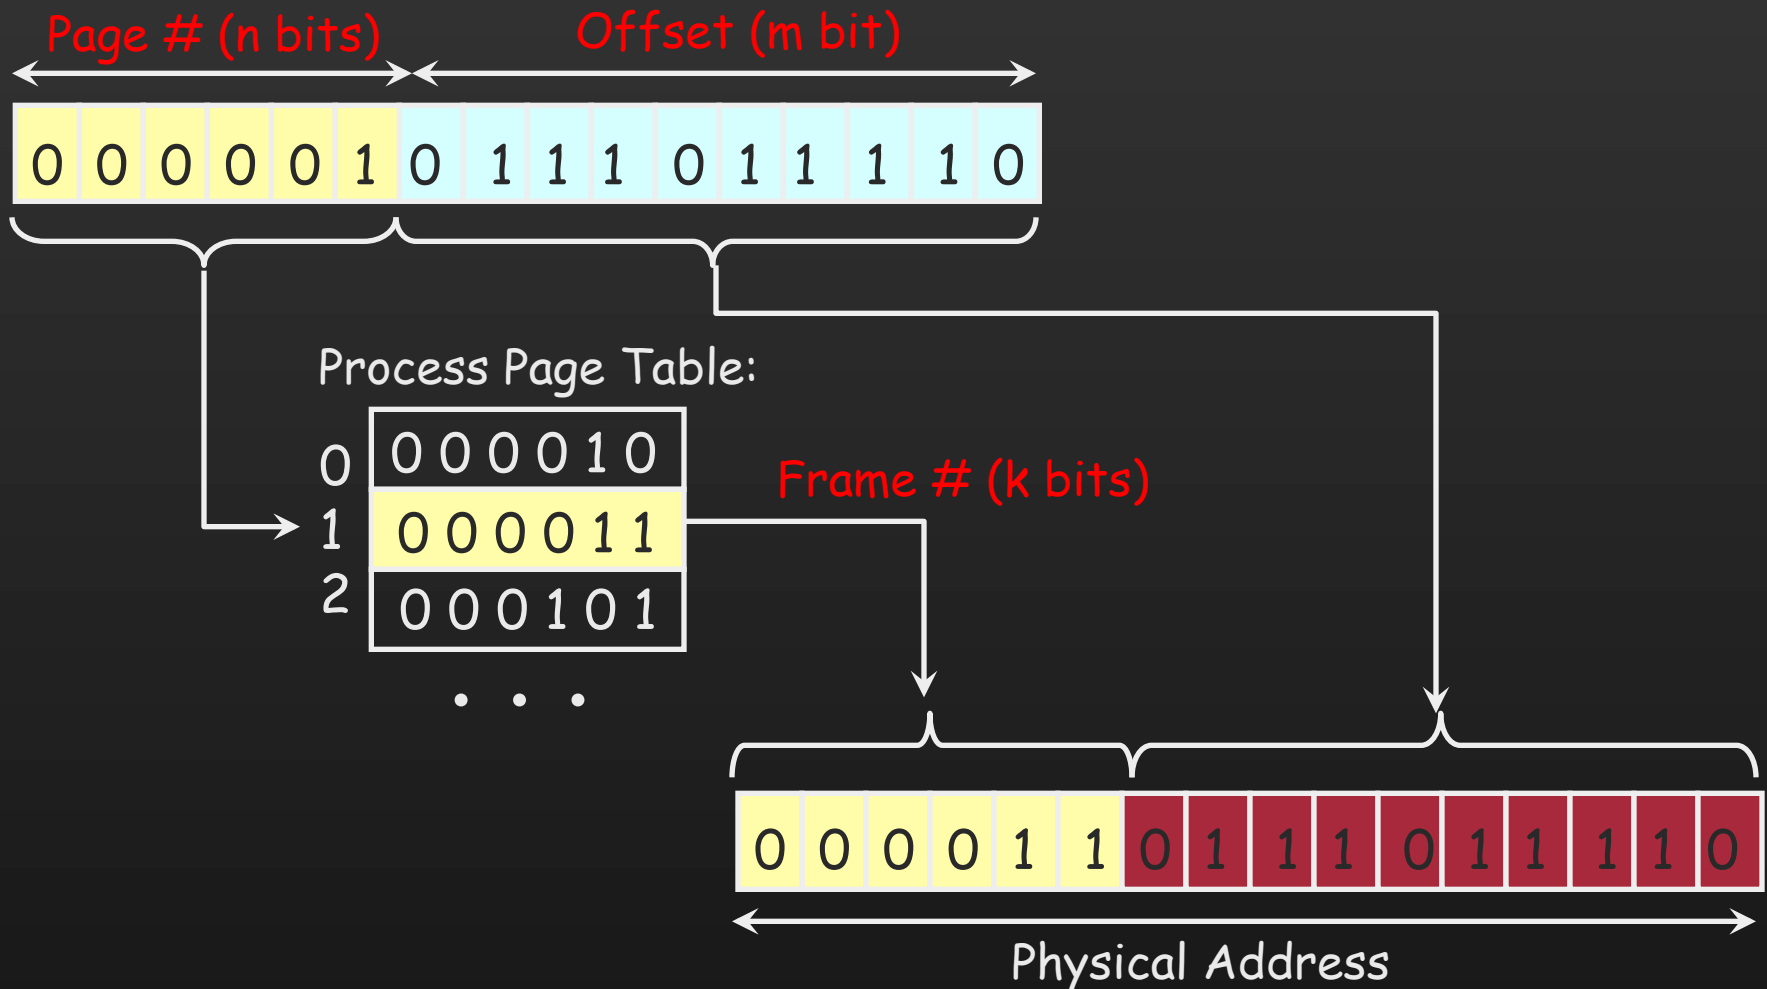 Page # (n bits) Offset (m bit)
0 0 0 0 0 1 0 1 1 1 0 1 1 1 1 0
Process Page Table:
0 0 0 0 0 1 0
Frame # (k bits)
1 0 0 0 0 1 1
2 0 0 0 1 0 1
. . .
0 0 0 0 1 1 0 1 1 1 0 1 1 1 1 0
Physical Address